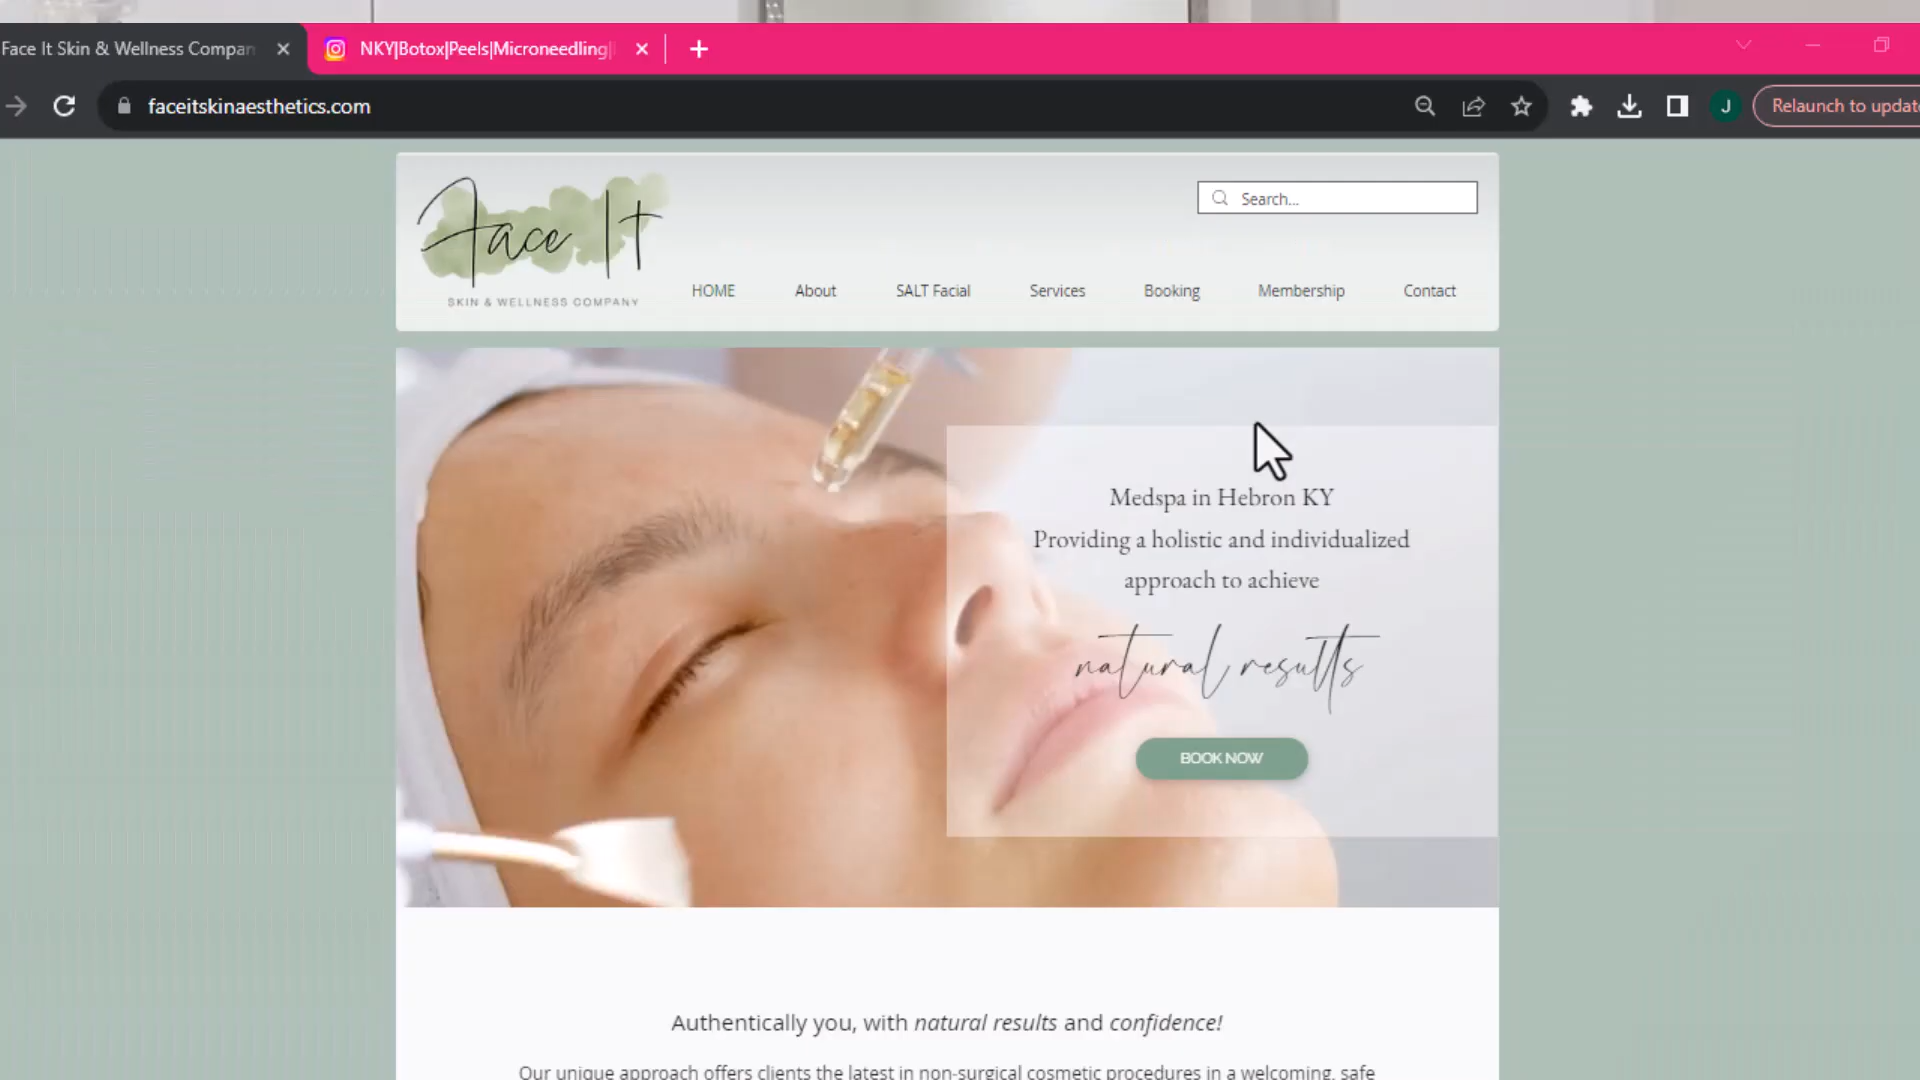 Face It Skin & Wellness Compan
NKY|Botox|Peels|Microneedling|
faceitskinaesthetics.com
J
Relaunch to update
Face It
SKIN & WELLNESS COMPANY
Search...
HOME About SALT Facial Services Booking Membership Contact
Medspa in Hebron KY
Providing a holistic and individualized
approach to achieve
natural results
BOOK NOW
Authentically you, with natural results and confidence!
Our unique approach offers clients the latest in non-surgical cosmetic procedures in a welcoming, safe